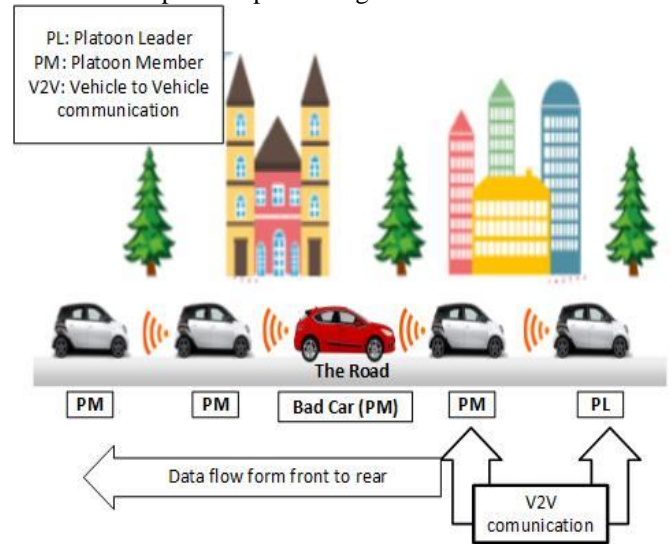 PL: Platoon Leader
PM: Platoon Member
V2V: Vehicle to Vehicle
communication
The Road
PM
PM
Bad Car (PM)
PM
PL
Data flow form front to rear
V2V
comunication